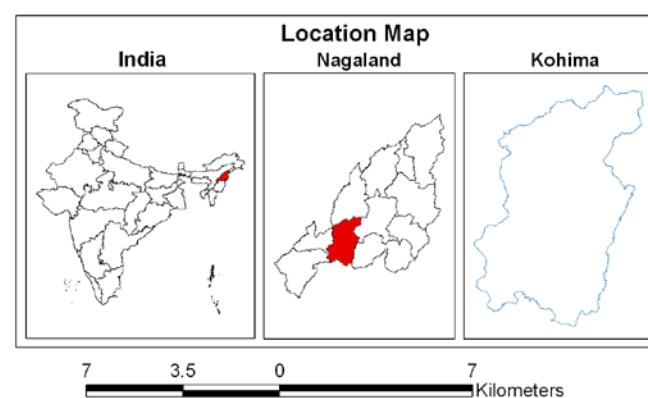 Location Map
India
Nagaland
Kohima
7 3.5 0 7
Kilometers